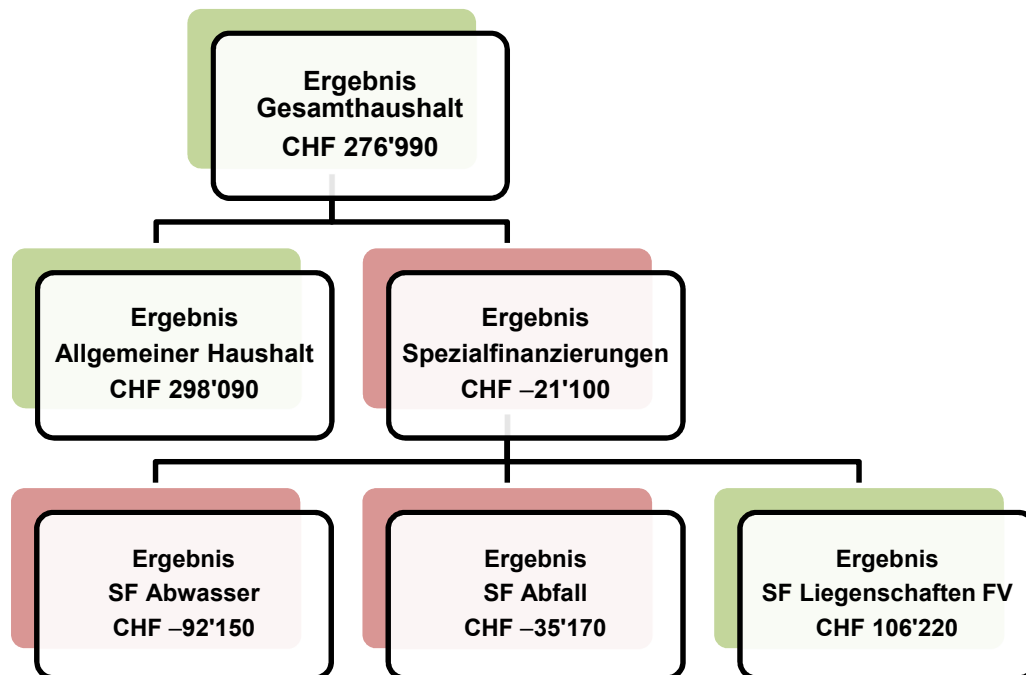 Ergebnis
Gesamthaushalt
CHF 276'990
Ergebnis
Allgemeiner Haushalt
CHF 298'090
Ergebnis
Spezialfinanzierungen
CHF –21'100
Ergebnis
SF Abwasser
CHF –92'150
Ergebnis
SF Abfall
CHF –35'170
Ergebnis
SF Liegenschaften FV
CHF 106'220